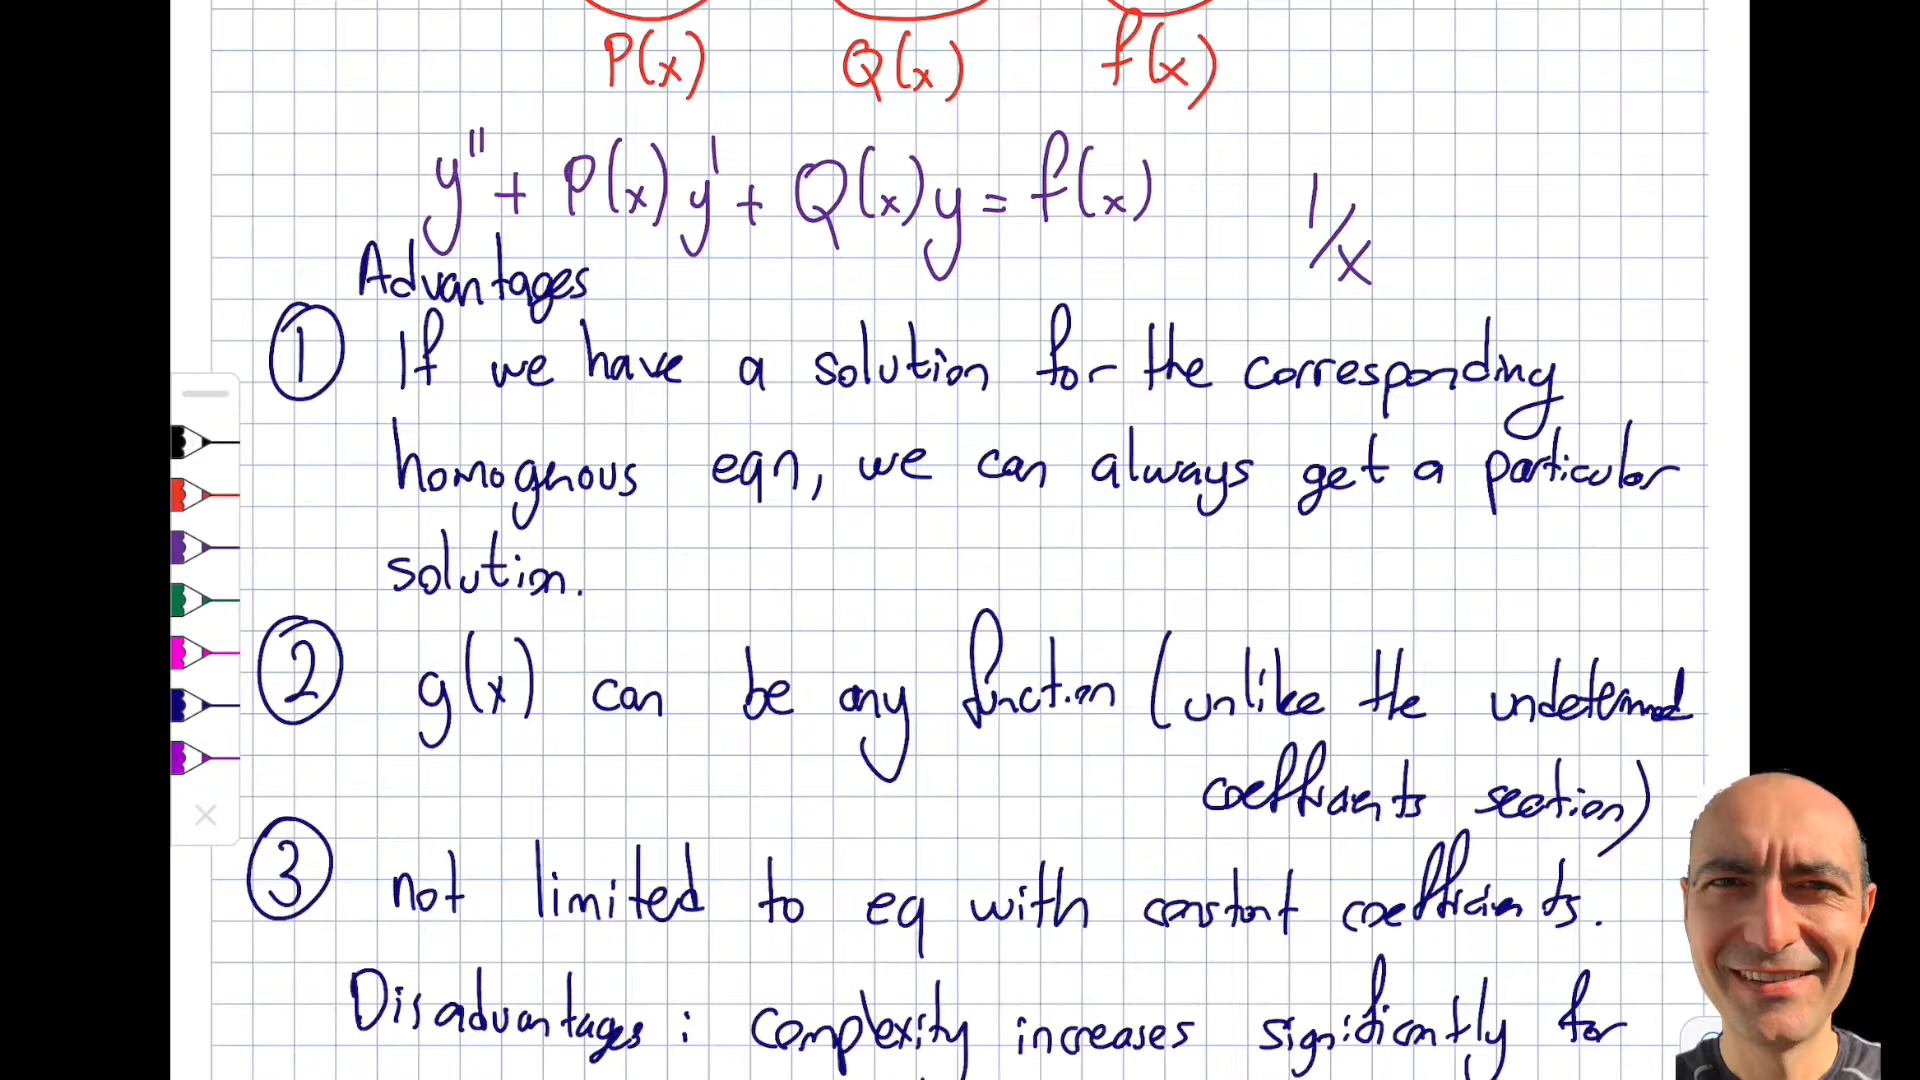 P(x) Q(x) f(x)
y'' + P(x) y' + Q(x) y = f(x) 1/x
Advantages
① If we have a solution for the corresponding
homogenous eqn, we can always get a particular
solution.
② g(x) can be any function (unlike the
coefficients section)
③ not limited to eq with constant coefficients.
Disadvantages : complexity increases significantly for